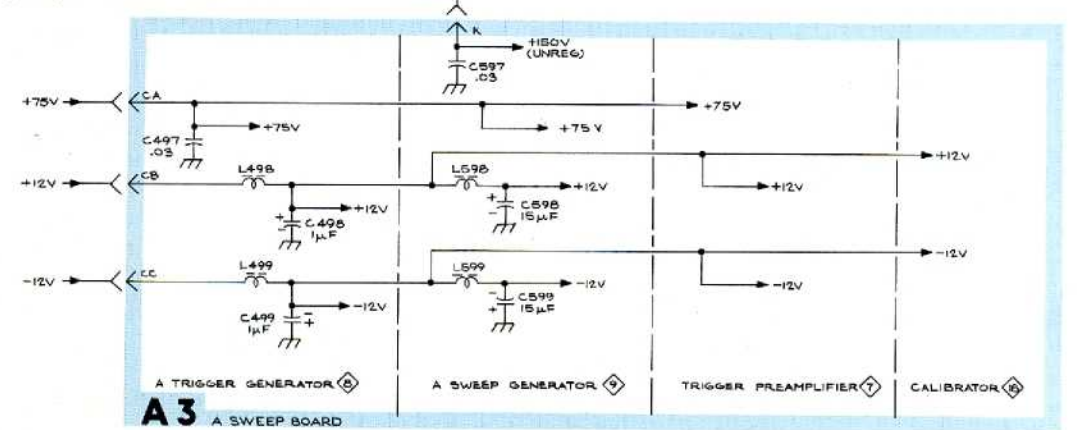 K
+150V
(UNREG)
C597
.03
+75V
CA
+75V
+75V
+75V
C497
.03
+12V
CB
L498
L598
+12V
+12V
+12V
+12V
+
-
C498
1µF
+
-
C598
15µF
-12V
CC
L499
L599
-12V
-12V
-12V
-12V
C499
1µF
-
+
-
+
C599
15µF
A TRIGGER GENERATOR 8
A SWEEP GENERATOR 9
TRIGGER PREAMPLIFIER 7
CALIBRATOR
A3 A SWEEP BOARD